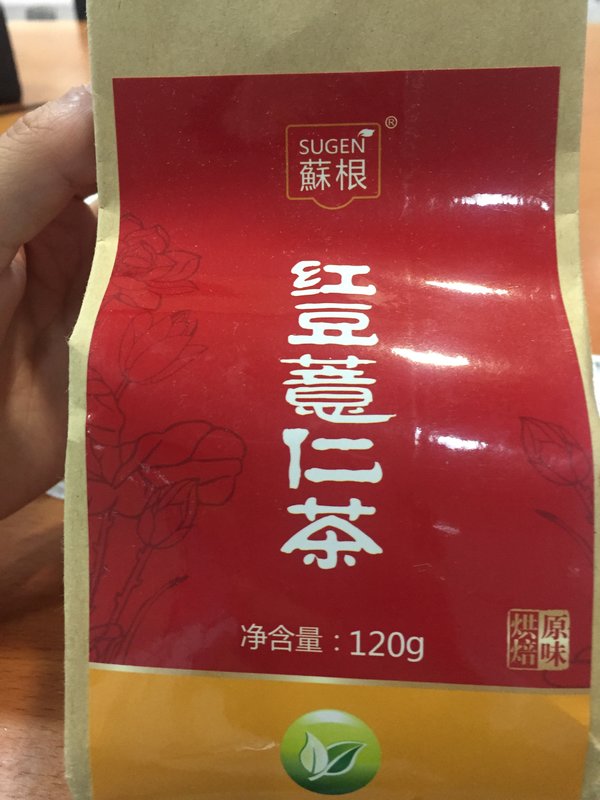 SUGEN®
蘇根
红豆薏仁茶
净含量：120g
原味
烘焙